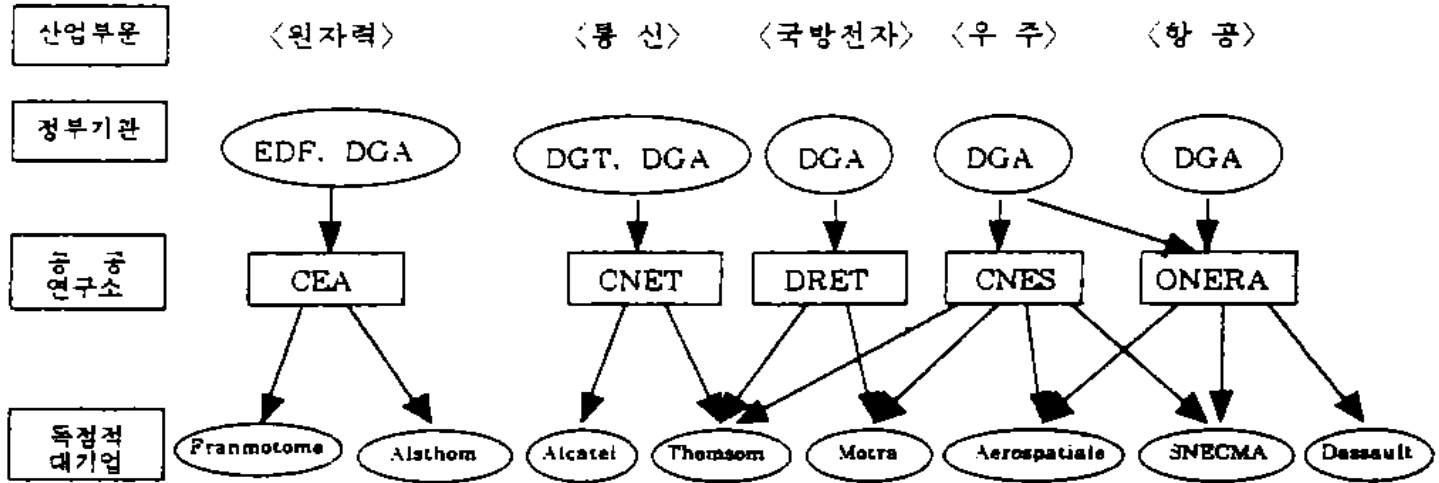 산업부문 〈원자력〉 〈통 신〉 〈국방전자〉 〈우 주〉 〈항 공〉
정부기관 EDF, DGA DGT, DGA DGA DGA DGA
공 공
연구소 CEA CNET DRET CNES ONERA
독점적
대기업 Franmotome Alsthom Alcatel Thomsom Motra Aerospatiale SNECMA Dassault